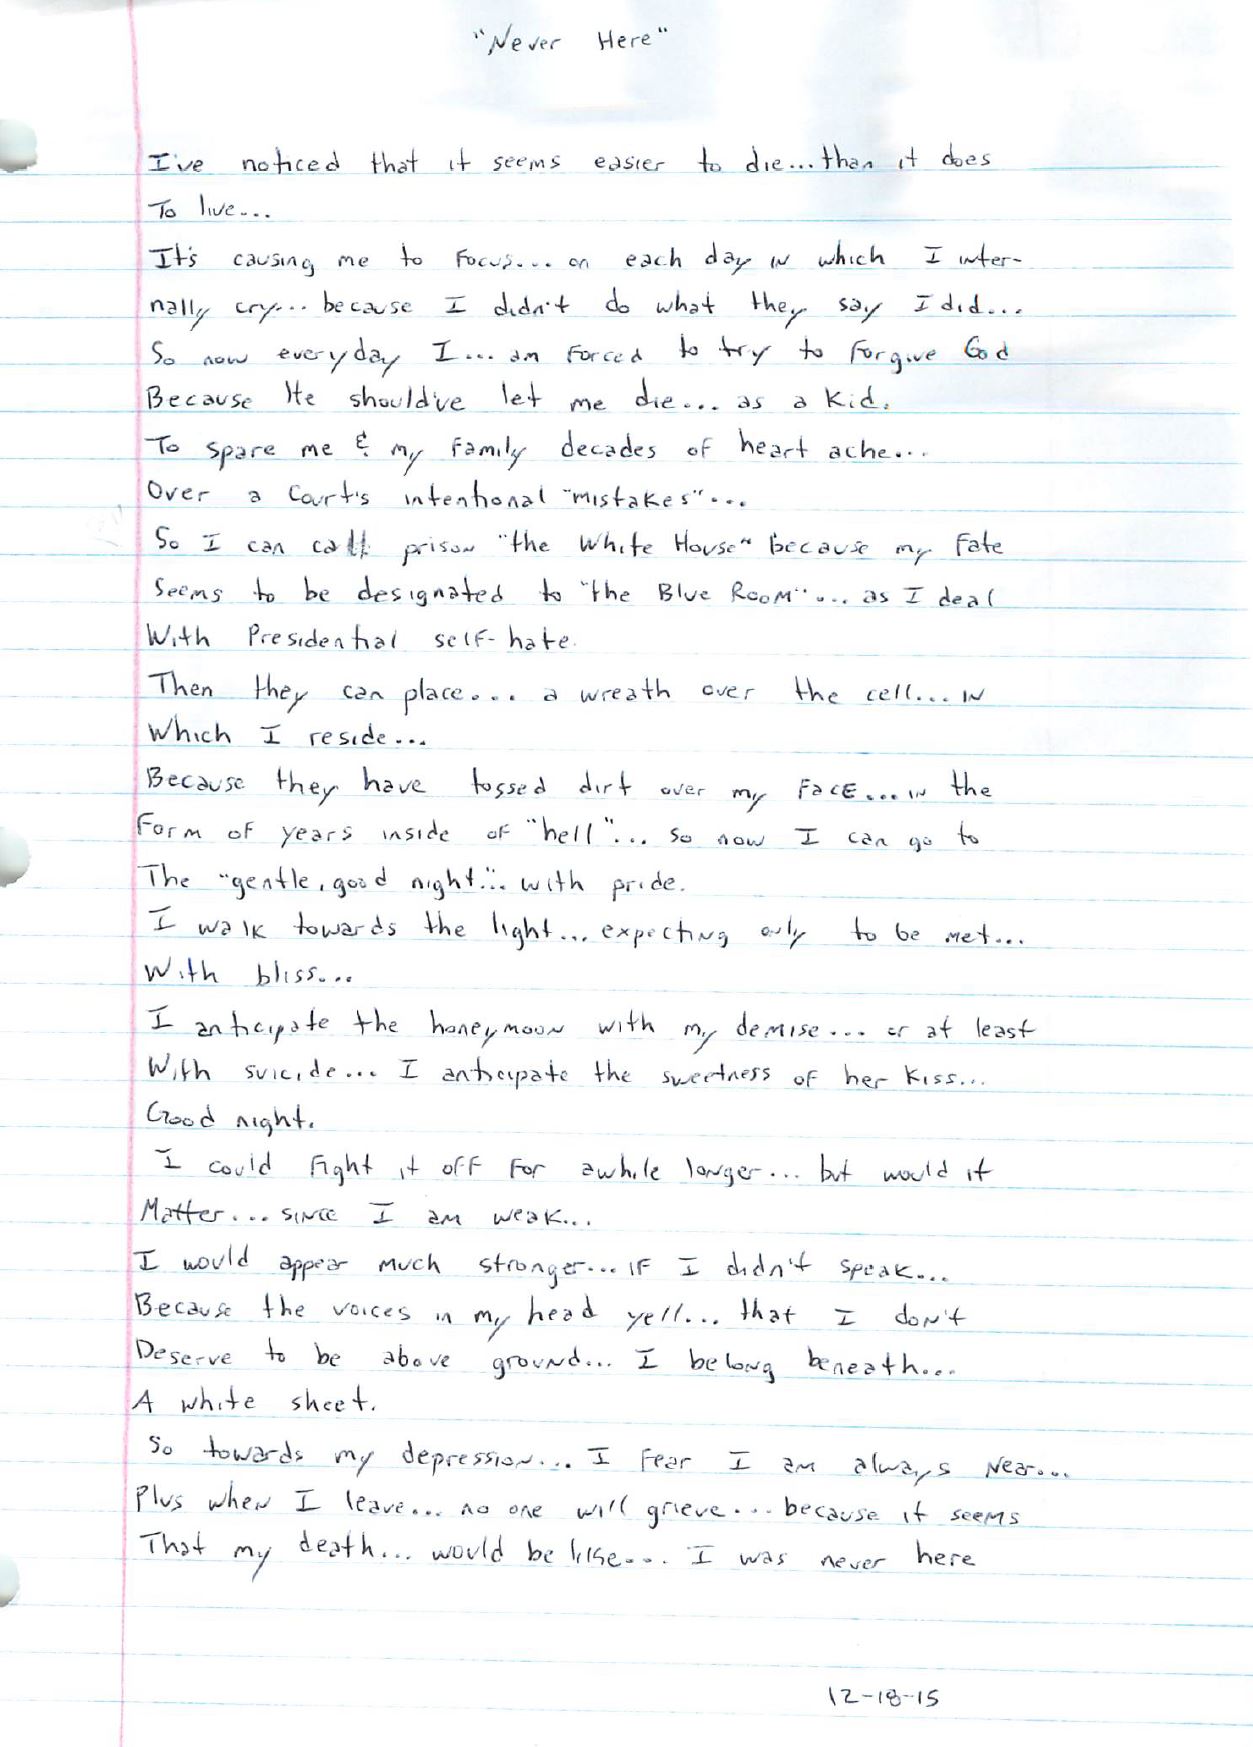 "Never Here"
I've noticed that it seems easier to die...than it does
To live...
It's causing me to focus... on each day in which I inter-
nally cry... because I didn't do what they say I did...
So now everyday I... am forced to try to forgive God
Because He should've let me die... as a kid.
To spare me & my family decades of heart ache...
Over a Court's intentional "mistakes"...
So I can call prison "the White House" because my fate
Seems to be designated to "the Blue Room"... as I deal
With Presidential self-hate.
Then they can place... a wreath over the cell... in
Which I reside...
Because they have tossed dirt over my face... in the
Form of years inside of "hell"... so now I can go to
The "gentle, good night"... with pride.
I walk towards the light... expecting only to be met...
With bliss...
I anticipate the honeymoon with my demise... or at least
With suicide... I anticipate the sweetness of her kiss...
Good night.
I could fight it off for awhile longer... but would it
Matter... since I am weak...
I would appear much stronger... if I didn't speak...
Because the voices in my head yell... that I don't
Deserve to be above ground... I belong beneath...
A white sheet.
So towards my depression... I fear I am always near...
Plus when I leave... no one will grieve... because it seems
That my death... would be like... I was never here
12-18-15